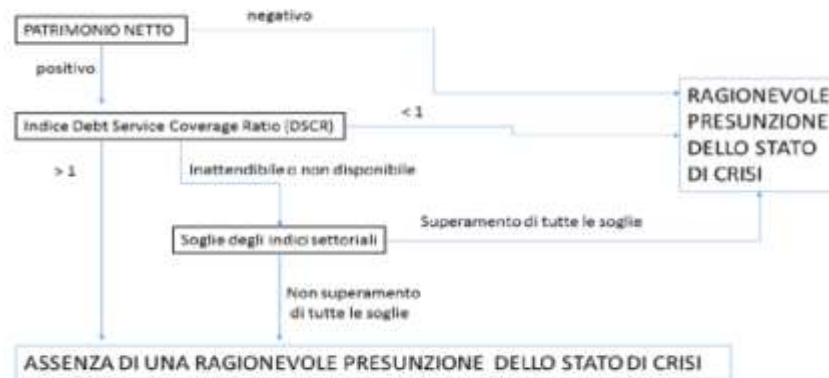 negativo
PATRIMONIO NETTO
positivo
RAGIONEVOLE
PRESUNZIONE
DELLO STATO
DI CRISI
< 1
Indice Debt Service Coverage Ratio (DSCR)
> 1
Inattendibile o non disponibile
Superamento di tutte le soglie
Soglie degli indici settoriali
Non superamento
di tutte le soglie
ASSENZA DI UNA RAGIONEVOLE PRESUNZIONE DELLO STATO DI CRISI